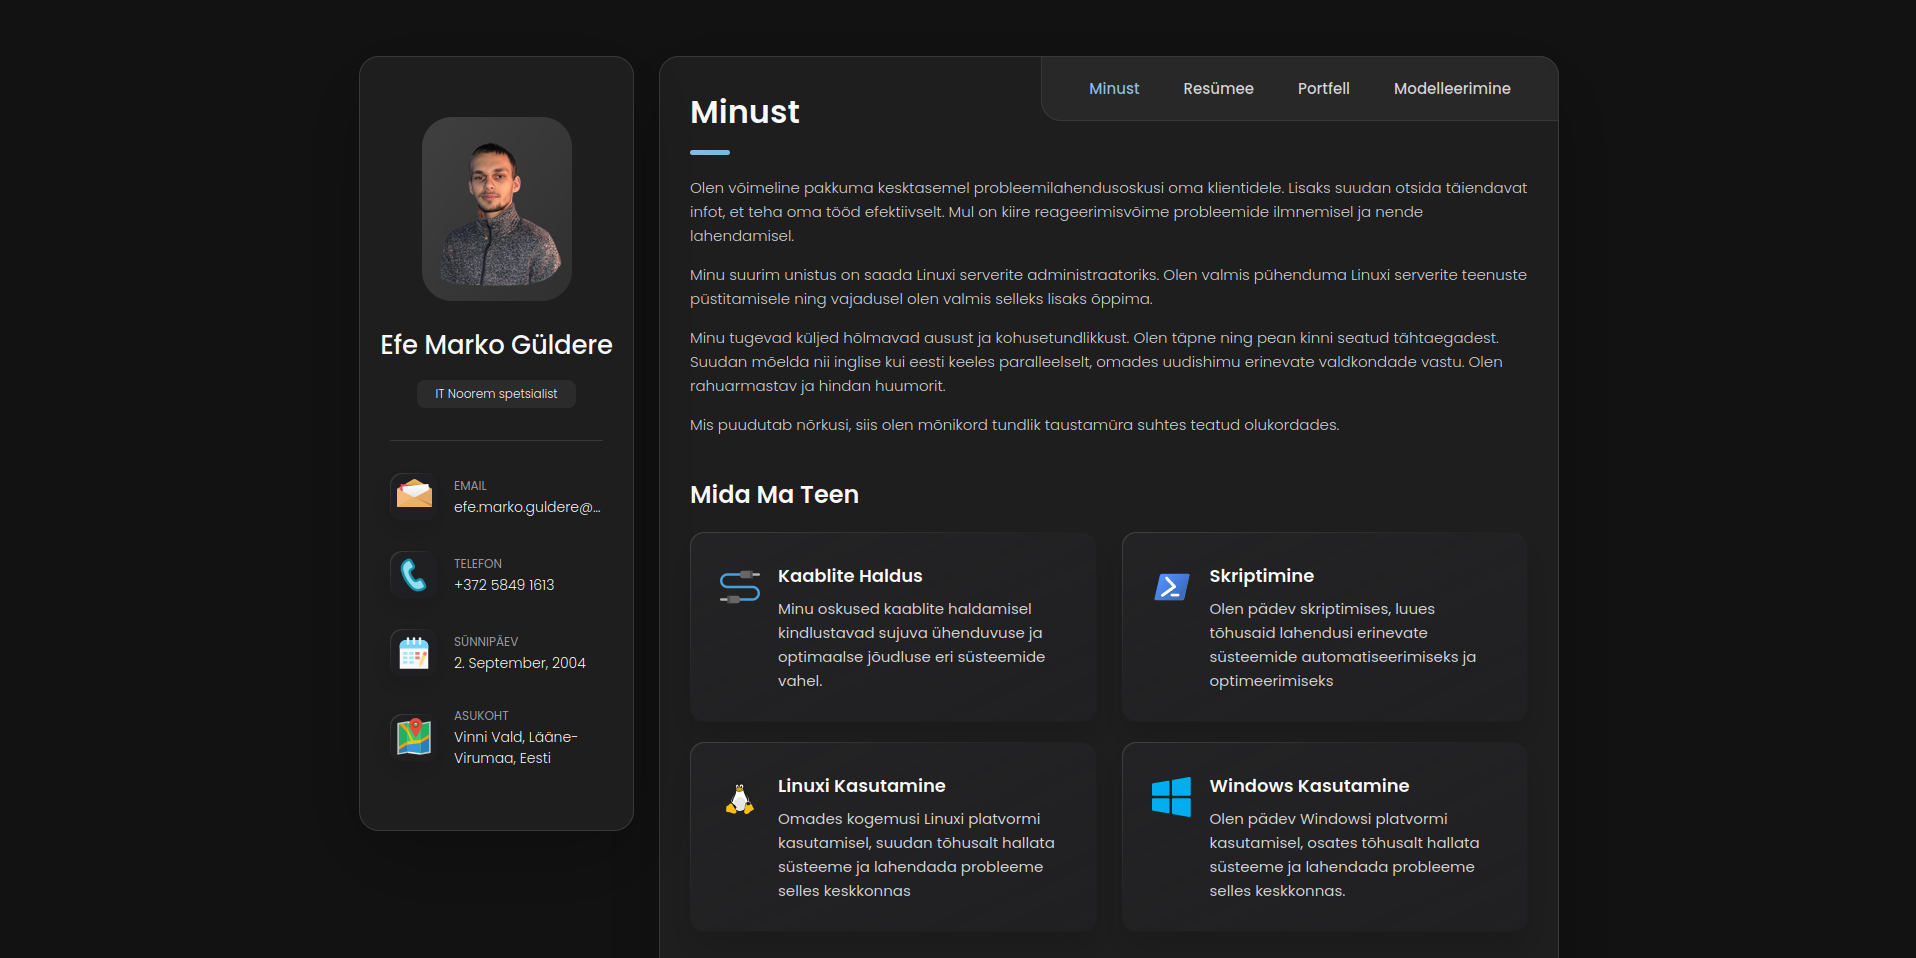 Efe Marko Güldere
IT Noorem spetsialist
EMAIL
efe.marko.guldere@...
TELEFON
+372 5849 1613
SÜNNIPÄEV
2. September, 2004
ASUKOHT
Vinni Vald, Lääne-
Virumaa, Eesti
Minust
Resümee
Portfell
Modelleerimine
Minust
Olen võimeline pakkuma kesktasemel probleemilahendusoskusi oma klientidele. Lisaks suudan otsida täiendavat
infot, et teha oma tööd efektiivselt. Mul on kiire reageerimisvõime probleemide ilmnemisel ja nende
lahendamisel.
Minu suurim unistus on saada Linuxi serverite administraatoriks. Olen valmis pühenduma Linuxi serverite teenuste
püstitamisele ning vajadusel olen valmis selleks lisaks õppima.
Minu tugevad küljed hõlmavad ausust ja kohusetundlikkust. Olen täpne ning pean kinni seatud tähtaegadest.
Suudan mõelda nii inglise kui eesti keeles paralleelselt, omades uudishimu erinevate valdkondade vastu. Olen
rahuarmastav ja hindan huumorit.
Mis puudutab nõrkusi, siis olen mõnikord tundlik taustamüra suhtes teatud olukordades.
Mida Ma Teen
Kaablite Haldus
Minu oskused kaablite haldamisel
kindlustavad sujuva ühenduvuse ja
optimaalse jõudluse eri süsteemide
vahel.
Skriptimine
Olen pädev skriptimises, luues
tõhusaid lahendusi erinevate
süsteemide automatiseerimiseks ja
optimeerimiseks
Linuxi Kasutamine
Omades kogemusi Linuxi platvormi
kasutamisel, suudan tõhusalt hallata
süsteeme ja lahendada probleeme
selles keskkonnas
Windows Kasutamine
Olen pädev Windowsi platvormi
kasutamisel, osates tõhusalt hallata
süsteeme ja lahendada probleeme
selles keskkonnas.